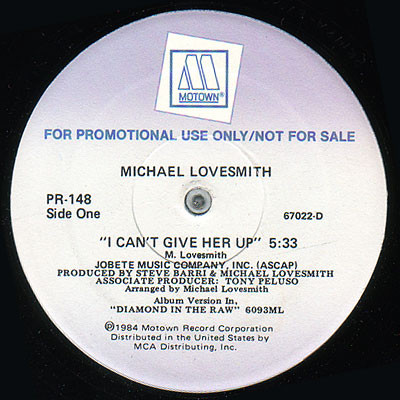 MOTOWN®
FOR PROMOTIONAL USE ONLY/NOT FOR SALE
MICHAEL LOVESMITH
PR-148
Side One
67022-D
"I CAN'T GIVE HER UP" 5:33
M. Lovesmith
JOBETE MUSIC COMPANY, INC. (ASCAP)
PRODUCED BY STEVE BARRI & MICHAEL LOVESMITH
ASSOCIATE PRODUCER: TONY PELUSO
Arranged by Michael Lovesmith
Album Version In,
"DIAMOND IN THE RAW" 6093ML
℗1984 Motown Record Corporation
Distributed in the United States by
MCA Distributing, Inc.